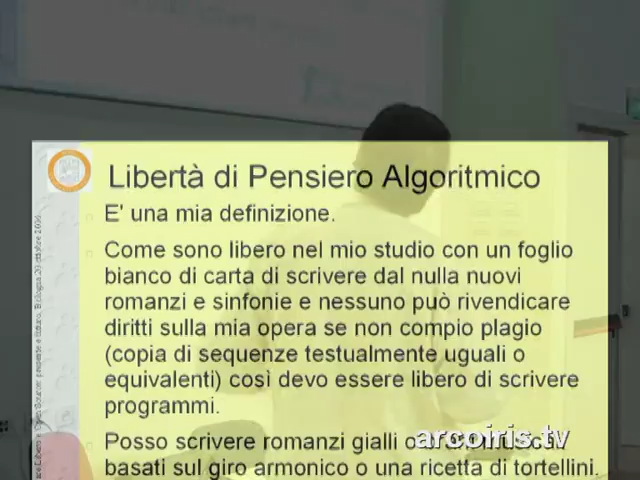 Libertà di Pensiero Algoritmico
E' una mia definizione.
Come sono libero nel mio studio con un foglio
bianco di carta di scrivere dal nulla nuovi
romanzi e sinfonie e nessuno può rivendicare
diritti sulla mia opera se non compio plagio
(copia di sequenze testualmente uguali o
equivalenti) così devo essere libero di scrivere
programmi.
Posso scrivere romanzi gialli o
arcoiris.tv
basati sul giro armonico o una ricetta di tortellini.